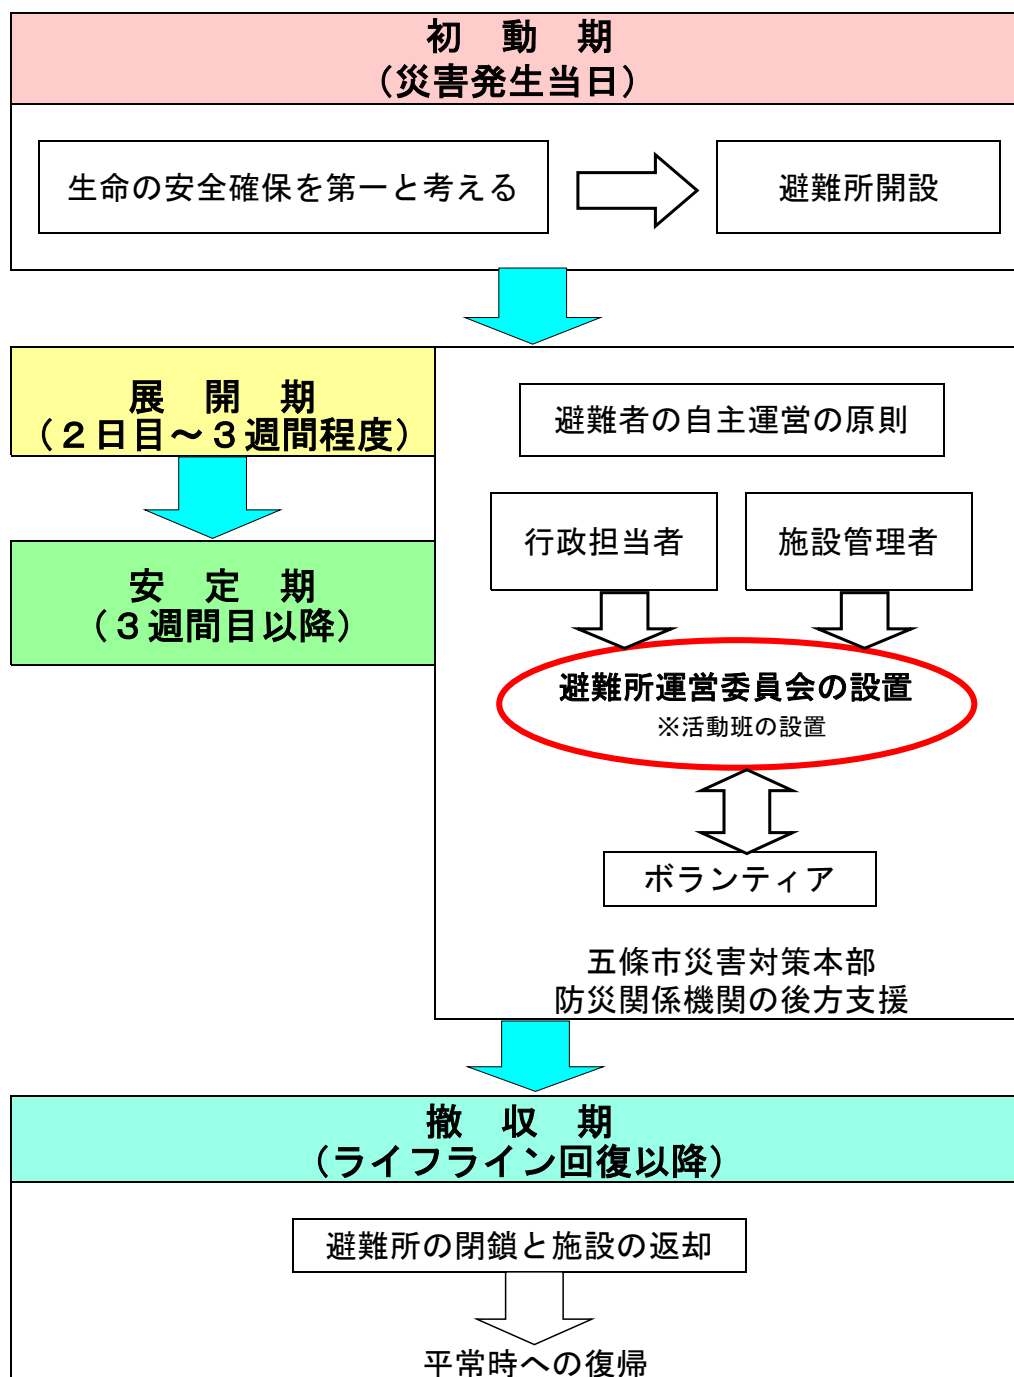 初　動　期
（災害発生当日）
生命の安全確保を第一と考える
避難所開設
展　開　期
（２日目～３週間程度）
安　定　期
（３週間目以降）
避難者の自主運営の原則
行政担当者
施設管理者
避難所運営委員会の設置
※活動班の設置
ボランティア
五條市災害対策本部
防災関係機関の後方支援
撤　収　期
（ライフライン回復以降）
避難所の閉鎖と施設の返却
平常時への復帰